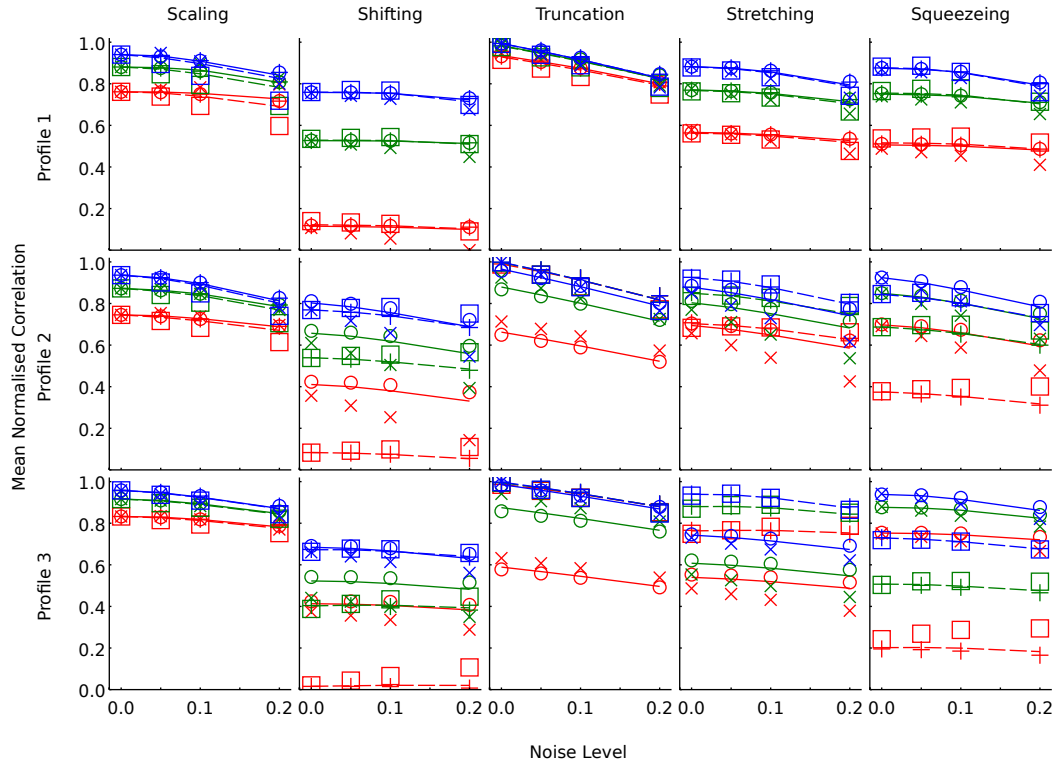 Scaling Shifting Truncation Stretching Squeezeing
Profile 1
1.0
0.8
0.6
0.4
0.2
Mean Normalised Correlation
Profile 2
1.0
0.8
0.6
0.4
0.2
Profile 3
1.0
0.8
0.6
0.4
0.2
0.0
0.0 0.1 0.2 0.0 0.1 0.2 0.0 0.1 0.2 0.0 0.1 0.2 0.0 0.1 0.2
Noise Level